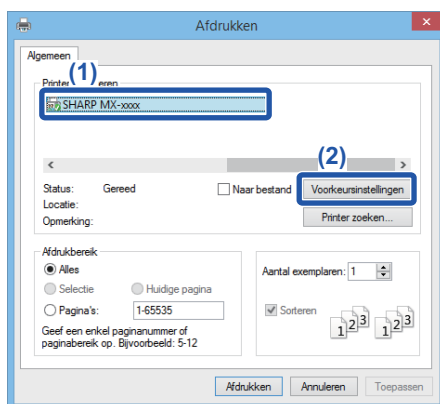 Afdrukken
Algemeen
(1)
Printer eren
SHARP MX-xxxx
(2)
Status: Gereed
Naar bestand
Voorkeursinstellingen
Locatie:
Opmerking:
Printer zoeken...
Afdrukbereik
Alles
Selectie
Huidige pagina
Pagina's: 1-65535
Geef een enkel paginanummer of
paginabereik op. Bijvoorbeeld: 5-12
Aantal exemplaren: 1
Sorteren
1 2 3 1 2 3
Afdrukken Annuleren Toepassen